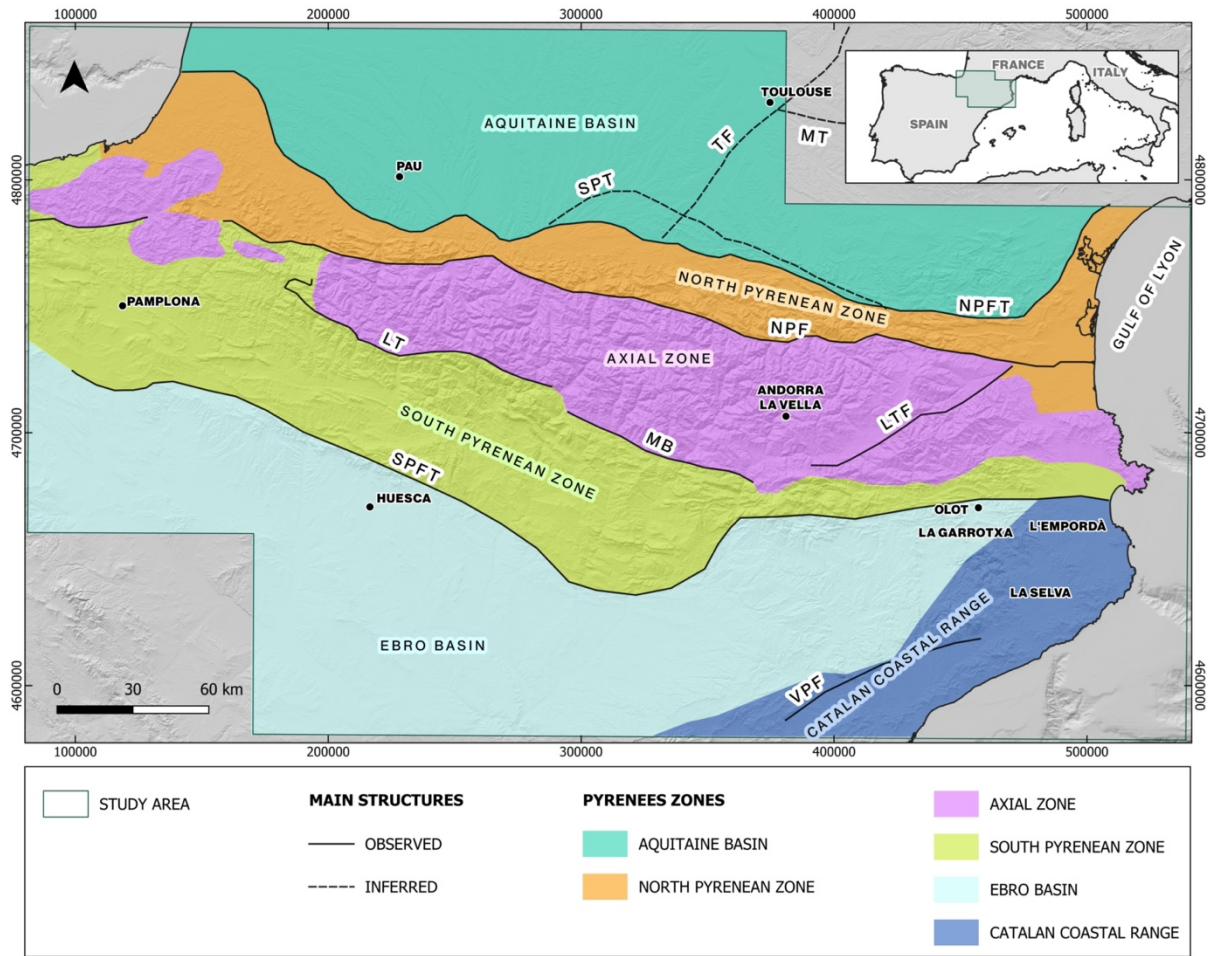 100000
200000
300000
400000
500000
FRANCE
ITALY
SPAIN
TOULOUSE
AQUITAINE BASIN
TF
MT
PAU
SPT
4800000
4800000
GULF OF LYON
NORTH PYRENEAN ZONE
NPFT
PAMPLONA
NPF
LT
AXIAL ZONE
ANDORRA
LA VELLA
LTF
4700000
4700000
SOUTH PYRENEAN ZONE
MB
SPFT
HUESCA
OLOT
LA GARROTXA
L'EMPORDÀ
LA SELVA
EBRO BASIN
CATALAN COASTAL RANGE
VPF
4600000
4600000
0 30 60 km
100000
200000
300000
400000
500000
STUDY AREA
MAIN STRUCTURES
OBSERVED
INFERRED
PYRENEES ZONES
AQUITAINE BASIN
NORTH PYRENEAN ZONE
AXIAL ZONE
SOUTH PYRENEAN ZONE
EBRO BASIN
CATALAN COASTAL RANGE